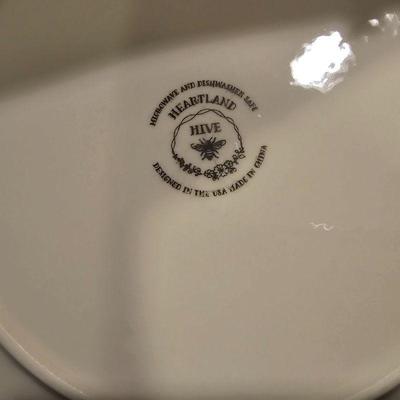 MICROWAVE AND DISHWASHER SAFE
HEARTLAND
HIVE
DESIGNED IN THE USA MADE IN CHINA